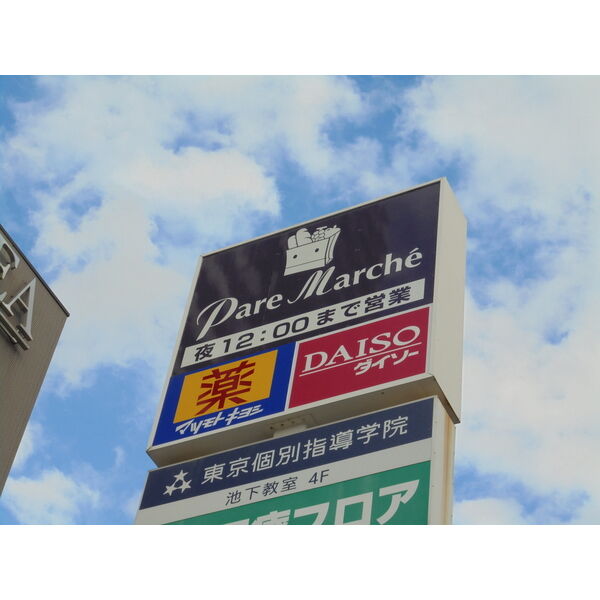 Pare Marché
夜12:00まで営業
薬
マツモトキヨシ
DAISO
ダイソー
東京個別指導学院
池下教室 4F
療フロア
EA